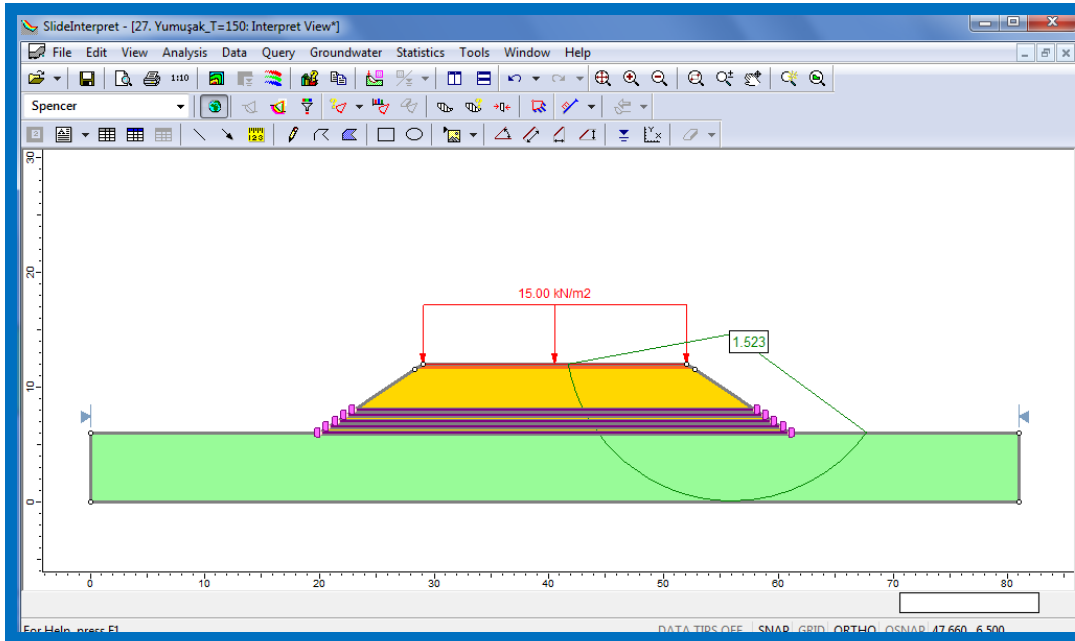 SlideInterpret - [27. Yumuşak_T=150: Interpret View*]
File Edit View Analysis Data Query Groundwater Statistics Tools Window Help
1:10
Spencer
30
20
10
0
15.00 kN/m2
1.523
0 10 20 30 40 50 60 70 80
For Help, press F1
DATA TIPS OFF SNAP GRID ORTHO OSNAP 47.660 6.500